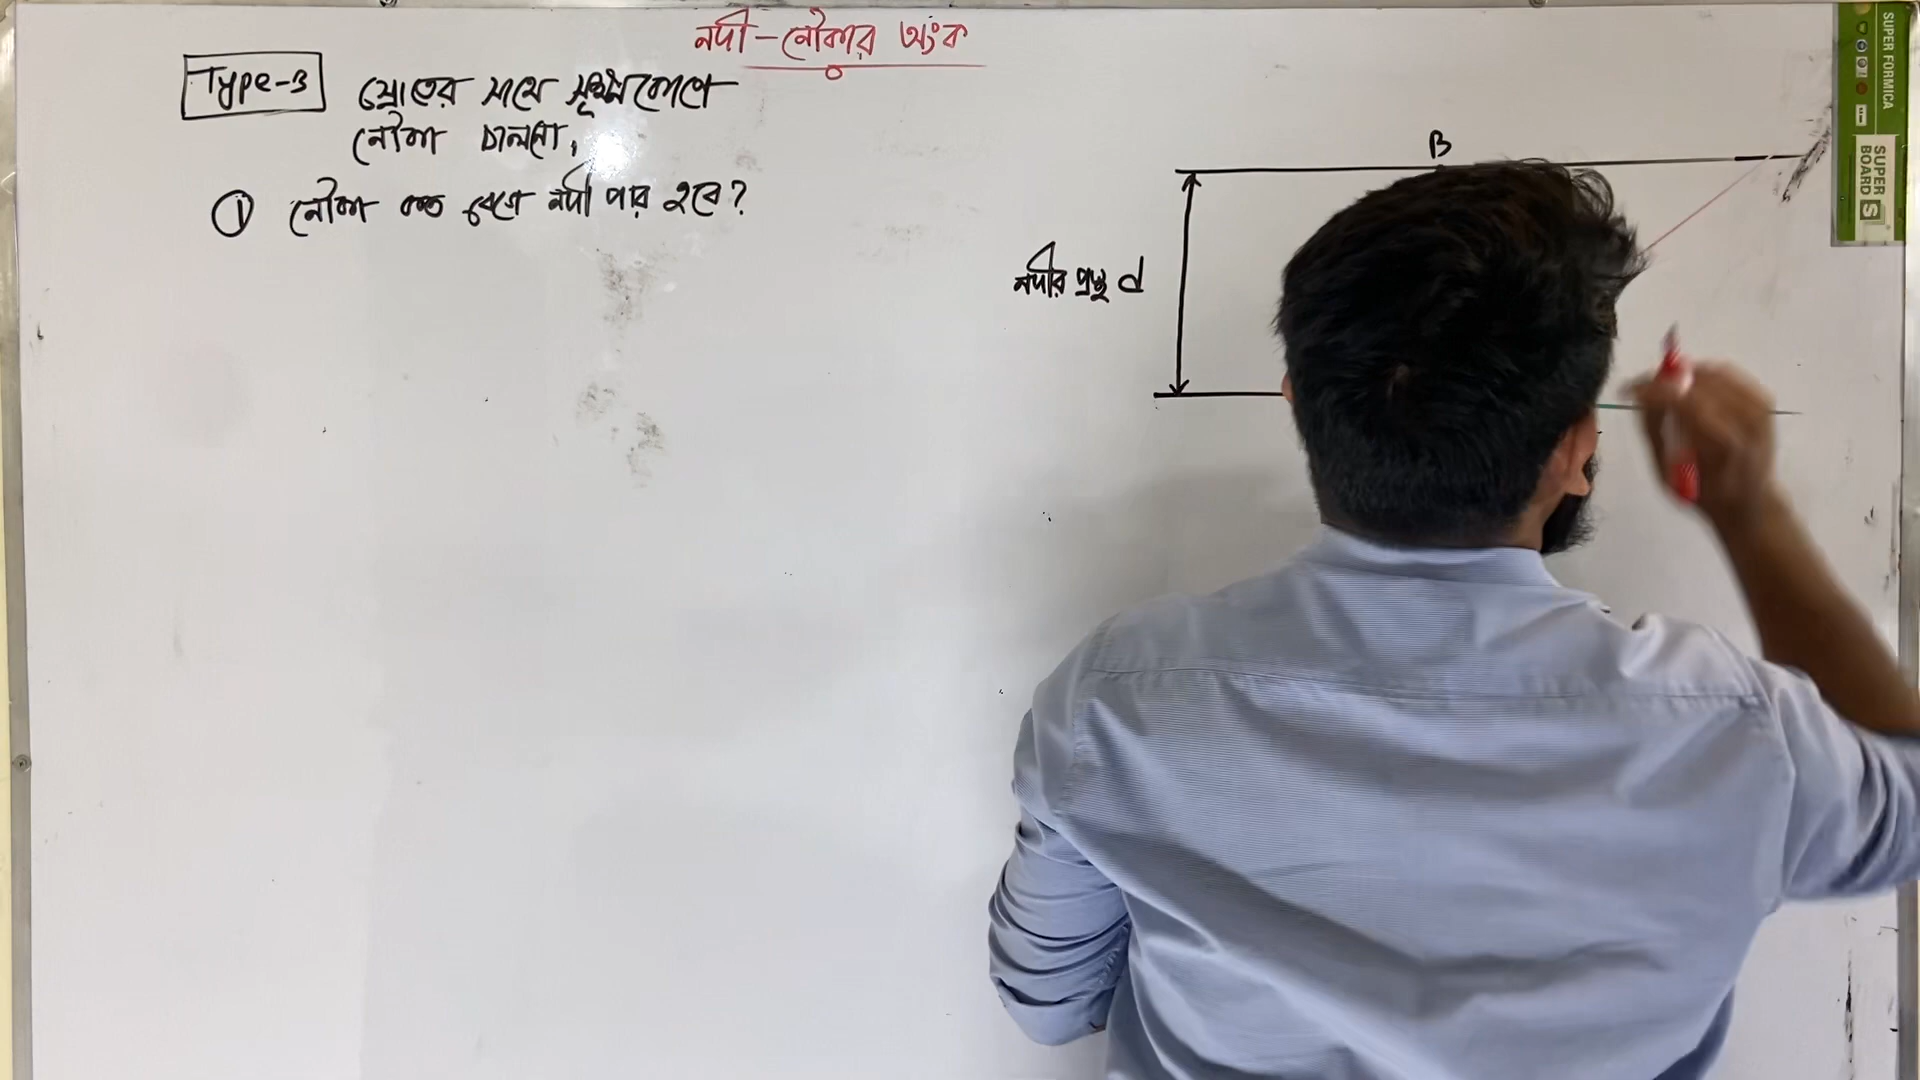 নদী-নৌকার অংক
Type-3 স্রোতের সাথে সূক্ষ্মকোণে
নৌকা চালনা,
① নৌকা কত বেগে নদী পার হবে?
B
নদীর প্রস্থ d
SUPER FORMICA
SUPER BOARD
S